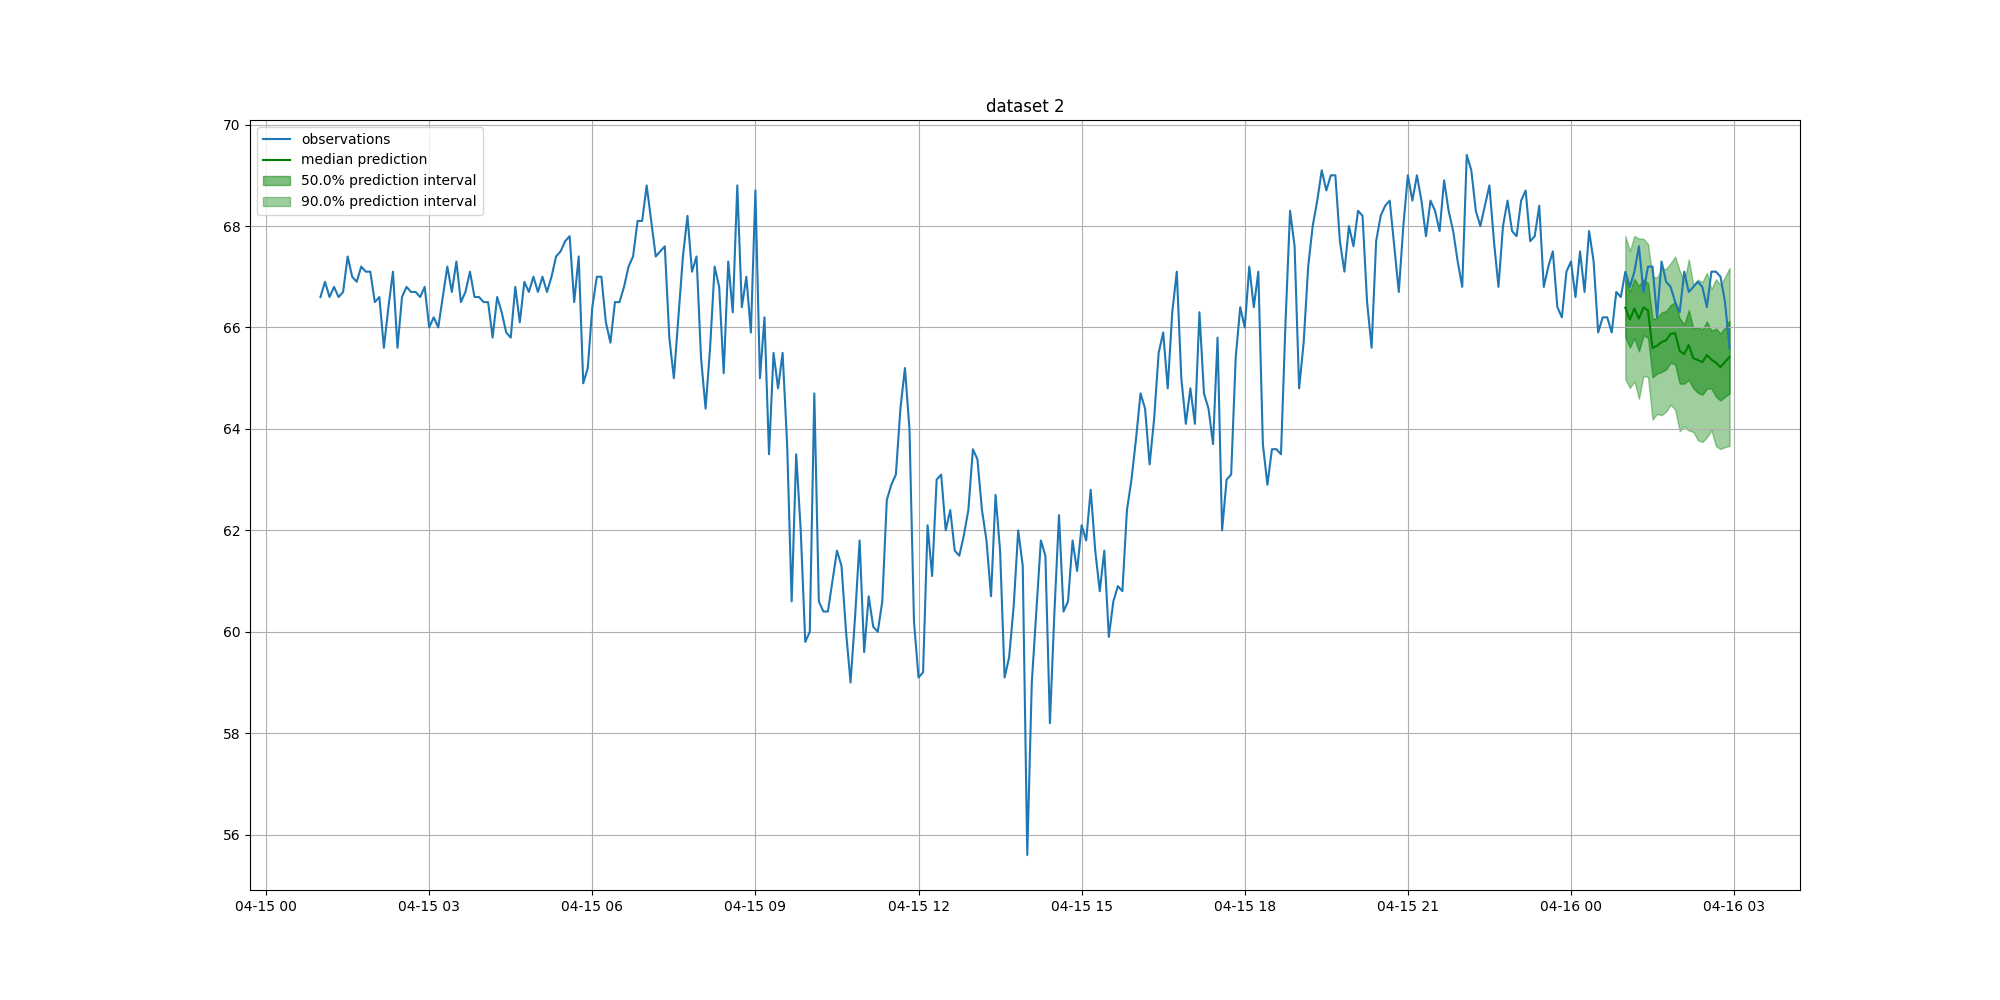 dataset 2
70
observations
median prediction
50.0% prediction interval
90.0% prediction interval
68
66
64
62
60
58
56
04-15 00 04-15 03 04-15 06 04-15 09 04-15 12 04-15 15 04-15 18 04-15 21 04-16 00 04-16 03